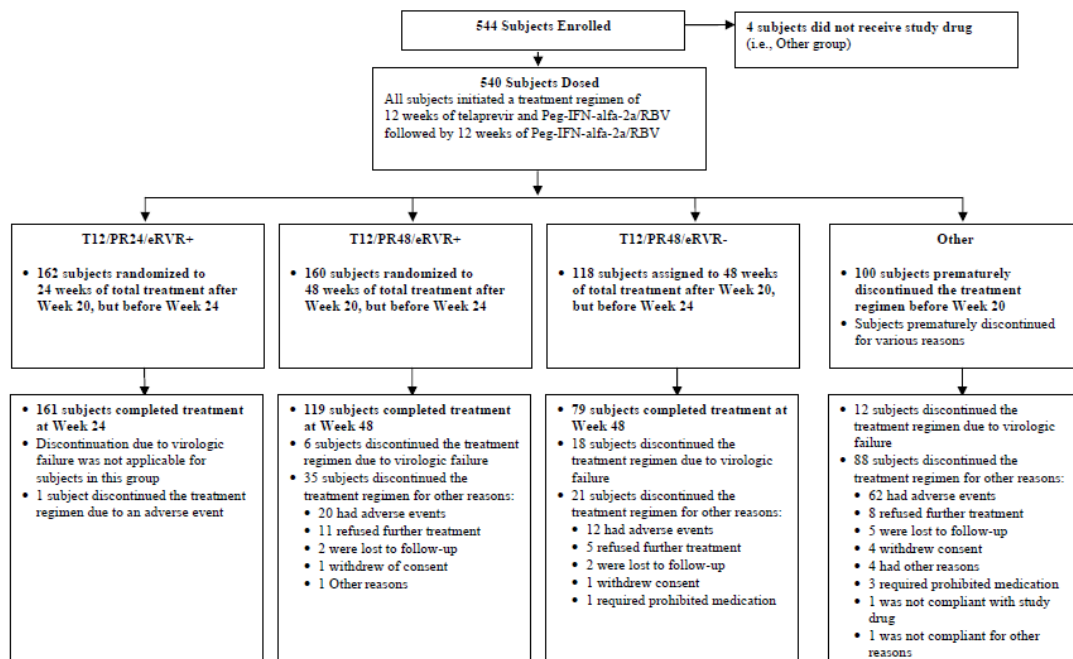 544 Subjects Enrolled
4 subjects did not receive study drug
(i.e., Other group)
540 Subjects Dosed
All subjects initiated a treatment regimen of
12 weeks of telaprevir and Peg-IFN-alfa-2a/RBV
followed by 12 weeks of Peg-IFN-alfa-2a/RBV
T12/PR24/eRVR+
• 162 subjects randomized to
24 weeks of total treatment after
Week 20, but before Week 24
T12/PR48/eRVR+
• 160 subjects randomized to
48 weeks of total treatment after
Week 20, but before Week 24
T12/PR48/eRVR-
• 118 subjects assigned to 48 weeks
of total treatment after Week 20,
but before Week 24
Other
• 100 subjects prematurely
discontinued the treatment
regimen before Week 20
• Subjects prematurely discontinued
for various reasons
• 161 subjects completed treatment
at Week 24
• Discontinuation due to virologic
failure was not applicable for
subjects in this group
• 1 subject discontinued the treatment
regimen due to an adverse event
• 119 subjects completed treatment
at Week 48
• 6 subjects discontinued the treatment
regimen due to virologic failure
• 35 subjects discontinued the
treatment regimen for other reasons:
• 20 had adverse events
• 11 refused further treatment
• 2 were lost to follow-up
• 1 withdrew of consent
• 1 Other reasons
• 79 subjects completed treatment at
Week 48
• 18 subjects discontinued the
treatment regimen due to virologic
failure
• 21 subjects discontinued the
treatment regimen for other reasons:
• 12 had adverse events
• 5 refused further treatment
• 2 were lost to follow-up
• 1 withdrew consent
• 1 required prohibited medication
• 12 subjects discontinued the
treatment regimen due to virologic
failure
• 88 subjects discontinued the
treatment regimen for other reasons:
• 62 had adverse events
• 8 refused further treatment
• 5 were lost to follow-up
• 4 withdrew consent
• 4 had other reasons
• 3 required prohibited medication
• 1 was not compliant with study
drug
• 1 was not compliant for other
reasons